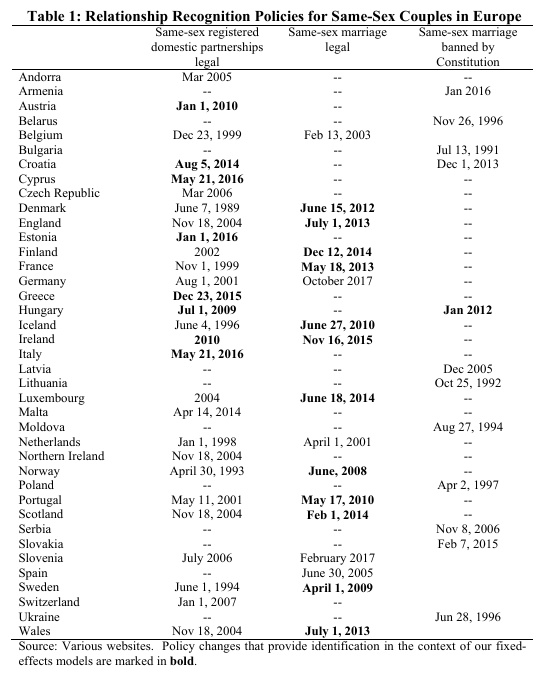 Table 1: Relationship Recognition Policies for Same-Sex Couples in Europe
Same-sex registered Same-sex marriage Same-sex marriage
domestic partnerships legal banned by
legal Constitution
Andorra Mar 2005 -- --
Armenia -- -- Jan 2016
Austria Jan 1, 2010 --
Belarus -- -- Nov 26, 1996
Belgium Dec 23, 1999 Feb 13, 2003
Bulgaria -- -- Jul 13, 1991
Croatia Aug 5, 2014 -- Dec 1, 2013
Cyprus May 21, 2016 -- --
Czech Republic Mar 2006 -- --
Denmark June 7, 1989 June 15, 2012 --
England Nov 18, 2004 July 1, 2013 --
Estonia Jan 1, 2016 -- --
Finland 2002 Dec 12, 2014 --
France Nov 1, 1999 May 18, 2013 --
Germany Aug 1, 2001 October 2017 --
Greece Dec 23, 2015 -- --
Hungary Jul 1, 2009 -- Jan 2012
Iceland June 4, 1996 June 27, 2010 --
Ireland 2010 Nov 16, 2015 --
Italy May 21, 2016 -- --
Latvia -- -- Dec 2005
Lithuania -- -- Oct 25, 1992
Luxembourg 2004 June 18, 2014 --
Malta Apr 14, 2014 -- --
Moldova -- -- Aug 27, 1994
Netherlands Jan 1, 1998 April 1, 2001 --
Northern Ireland Nov 18, 2004 -- --
Norway April 30, 1993 June, 2008 --
Poland -- -- Apr 2, 1997
Portugal May 11, 2001 May 17, 2010 --
Scotland Nov 18, 2004 Feb 1, 2014 --
Serbia -- -- Nov 8, 2006
Slovakia -- -- Feb 7, 2015
Slovenia July 2006 February 2017
Spain -- June 30, 2005
Sweden June 1, 1994 April 1, 2009
Switzerland Jan 1, 2007 --
Ukraine -- -- Jun 28, 1996
Wales Nov 18, 2004 July 1, 2013
Source: Various websites. Policy changes that provide identification in the context of our fixed-
effects models are marked in bold.